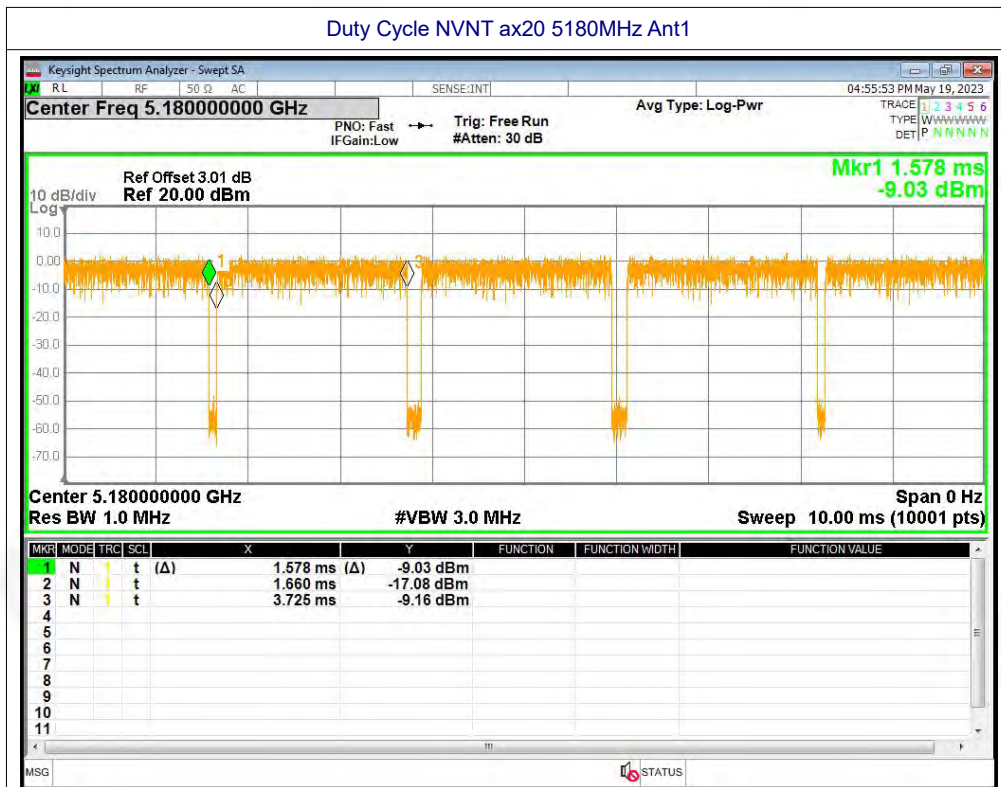 Duty Cycle NVNT ax20 5180MHz Ant1
Keysight Spectrum Analyzer - Swept SA
LXI RL RF 50 Ω AC SENSE:INT 04:55:53 PM May 19, 2023
Center Freq 5.180000000 GHz Avg Type: Log-Pwr TRACE 1 2 3 4 5 6
PNO: Fast Trig: Free Run TYPE WWWWWW
IFGain:Low #Atten: 30 dB DET P N N N N N
Mkr1 1.578 ms
-9.03 dBm
Ref Offset 3.01 dB
10 dB/div Ref 20.00 dBm
Log
10.0
0.00
-10.0
-20.0
-30.0
-40.0
-50.0
-60.0
-70.0
1
3
Center 5.180000000 GHz Span 0 Hz
Res BW 1.0 MHz #VBW 3.0 MHz Sweep 10.00 ms (10001 pts)
MKR MODE TRC SCL X Y FUNCTION FUNCTION WIDTH FUNCTION VALUE
1 N 1 t (Δ) 1.578 ms (Δ) -9.03 dBm
2 N 1 t 1.660 ms -17.08 dBm
3 N 1 t 3.725 ms -9.16 dBm
4
5
6
7
8
9
10
11
MSG STATUS